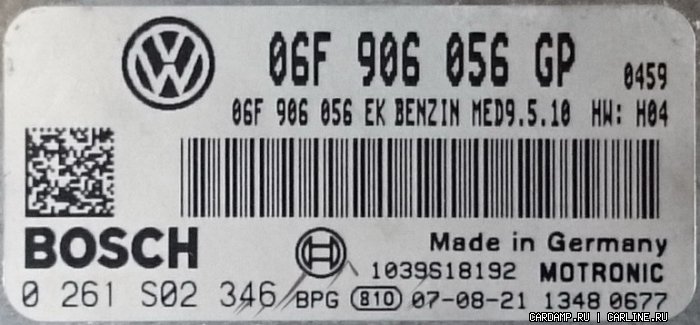 06F 906 056 GP 0459
06F 906 056 EK BENZIN MED9.5.10 HW: H04
BOSCH
Made in Germany
1039S18192 MOTRONIC
0 261 S02 346 BPG 810 07-08-21 1348 0677
CARDAMP.RU | CARLINE.RU